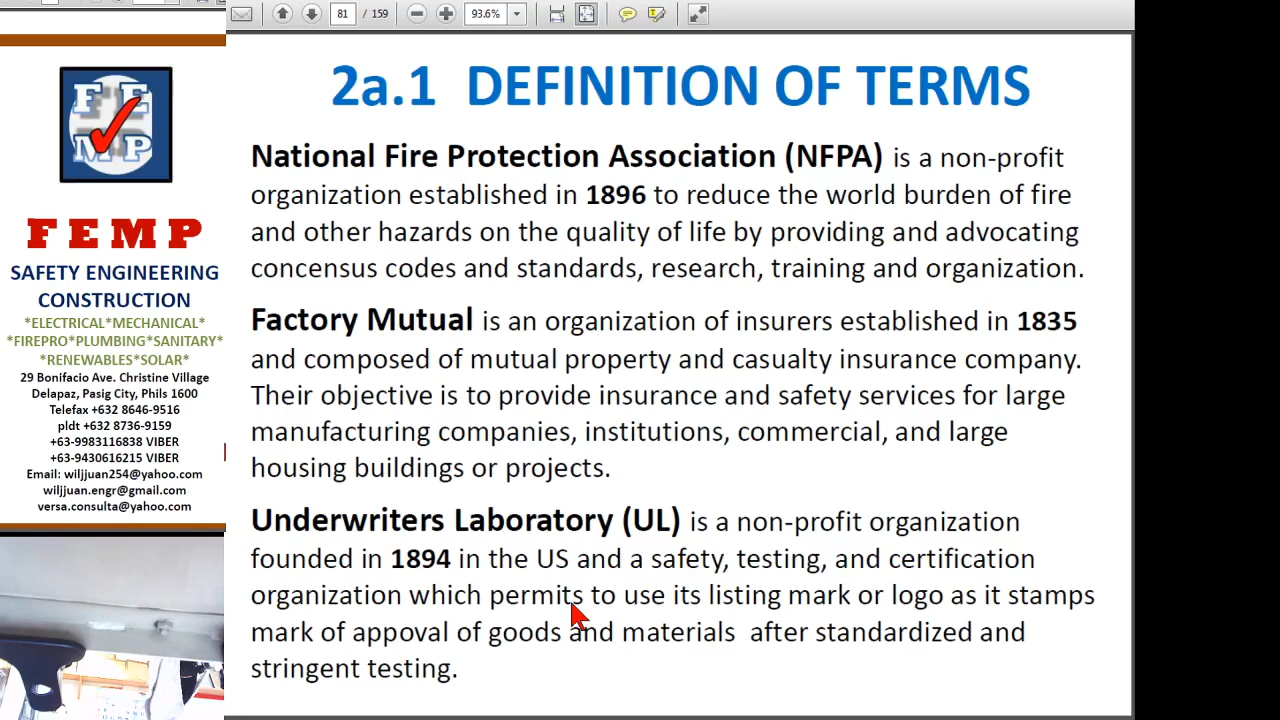 81 / 159
93.6%
F E
M P
F E M P
SAFETY ENGINEERING
CONSTRUCTION
*ELECTRICAL*MECHANICAL*
*FIREPRO*PLUMBING*SANITARY*
*RENEWABLES*SOLAR*
29 Bonifacio Ave. Christine Village
Delapaz, Pasig City, Phils 1600
Telefax +632 8646-9516
pldt +632 8736-9159
+63-9983116838 VIBER
+63-9430616215 VIBER
Email: wiljjuan254@yahoo.com
wiljjuan.engr@gmail.com
versa.consulta@yahoo.com
2a.1 DEFINITION OF TERMS
National Fire Protection Association (NFPA) is a non-profit
organization established in 1896 to reduce the world burden of fire
and other hazards on the quality of life by providing and advocating
concensus codes and standards, research, training and organization.
Factory Mutual is an organization of insurers established in 1835
and composed of mutual property and casualty insurance company.
Their objective is to provide insurance and safety services for large
manufacturing companies, institutions, commercial, and large
housing buildings or projects.
Underwriters Laboratory (UL) is a non-profit organization
founded in 1894 in the US and a safety, testing, and certification
organization which permits to use its listing mark or logo as it stamps
mark of appoval of goods and materials after standardized and
stringent testing.